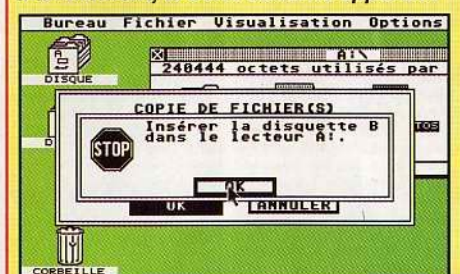 Bureau Fichier Visualisation Options
A:\
240444 octets utilisés par
DISQUE
COPIE DE FICHIER(S)
Insérer la disquette B
dans le lecteur A:.
STOP
OK
OK
ANNULER
CORBEILLE